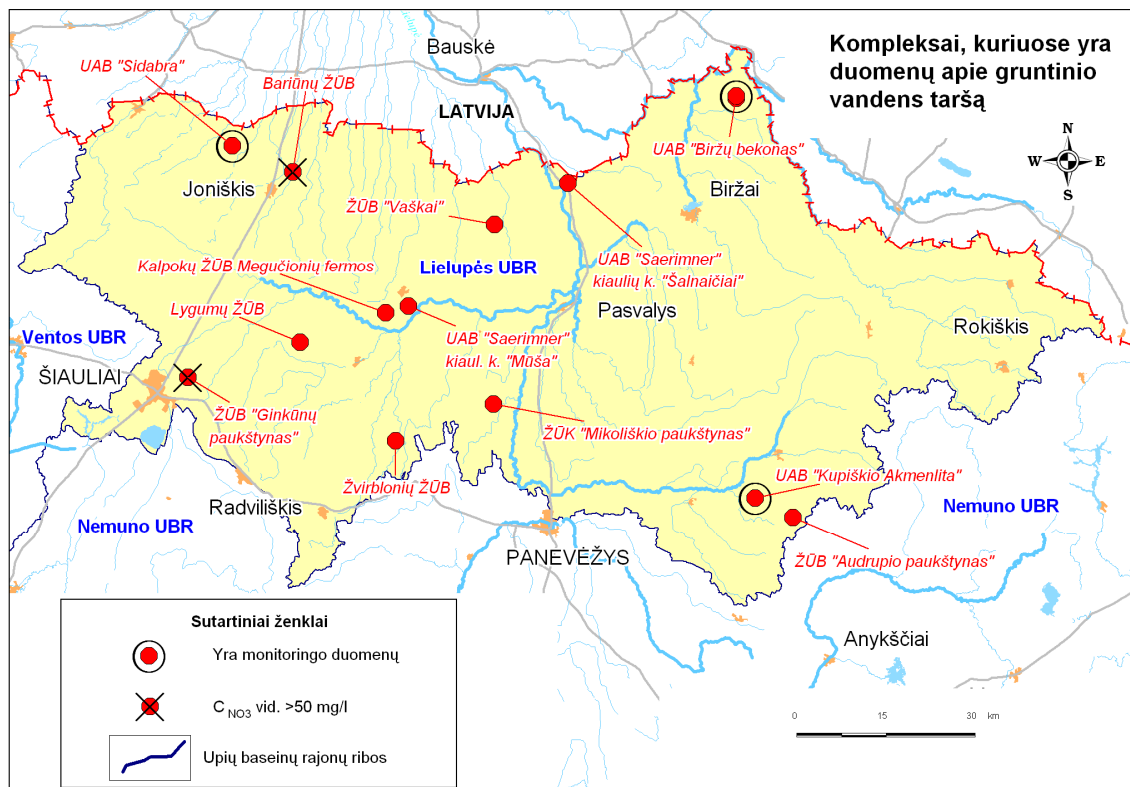 Kompleksai, kuriuose yra
duomenų apie gruntinio
vandens taršą
Bauskė
UAB "Sidabra"
Bariūnų ŽŪB
LATVIJA
N
W
E
S
UAB "Biržų bekonas"
Joniškis
Biržai
ŽŪB "Vaškai"
UAB "Saerimner"
kiaulių k. "Šalnaičiai"
Kalpokų ŽŪB Megučionių fermos
Lielupės UBR
Lygumų ŽŪB
Pasvalys
Rokiškis
Ventos UBR
UAB "Saerimner"
kiaul. k. "Mūša"
ŠIAULIAI
ŽŪB "Ginkūnų
paukštynas"
ŽŪK "Mikoliškio paukštynas"
UAB "Kupiškio Akmenlita"
Žvirblonių ŽŪB
Radviliškis
Nemuno UBR
Nemuno UBR
PANEVĖŽYS
ŽŪB "Audrupio paukštynas"
Anykščiai
Sutartiniai ženklai
Yra monitoringo duomenų
C NO3 vid. >50 mg/l
Upių baseinų rajonų ribos
0 15 30 km